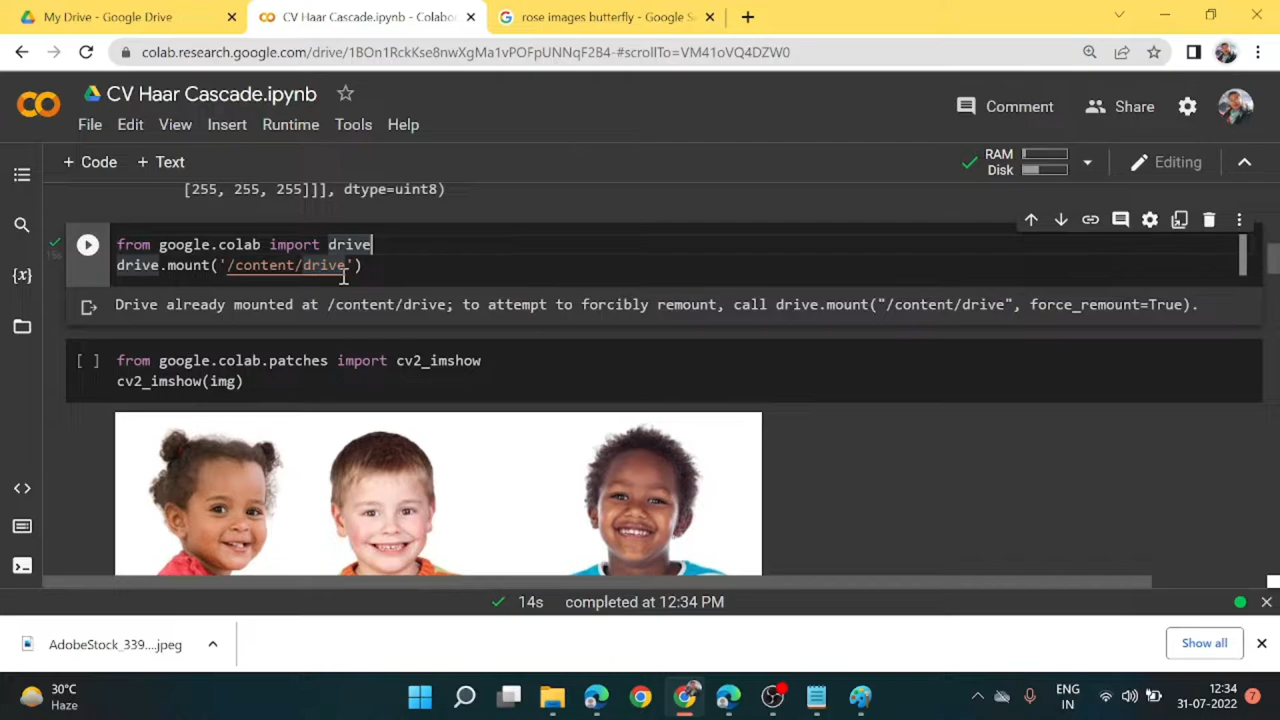 My Drive - Google Drive
CV Haar Cascade.ipynb - Colabor
rose images butterfly - Google Se
colab.research.google.com/drive/1BOn1RckKse8nwXgMa1vPOFpUNNqF2B4-#scrollTo=VM41oVQ4DZW0
CV Haar Cascade.ipynb
Comment
Share
File Edit View Insert Runtime Tools Help
+ Code + Text
RAM
Disk
Editing
[255, 255, 255]]], dtype=uint8)
from google.colab import drive
15s
drive.mount('/content/drive')
Drive already mounted at /content/drive; to attempt to forcibly remount, call drive.mount("/content/drive", force_remount=True).
[ ] from google.colab.patches import cv2_imshow
cv2_imshow(img)
14s completed at 12:34 PM
AdobeStock_339....jpeg
Show all
30°C
Haze
ENG
IN
12:34
31-07-2022
7